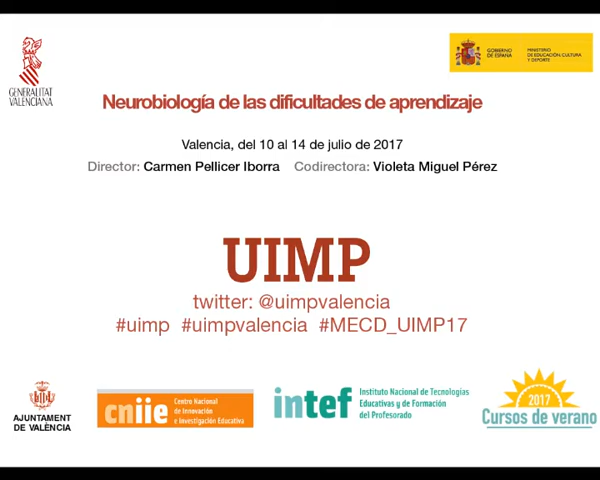 GENERALITAT
VALENCIANA
GOBIERNO
DE ESPAÑA
MINISTERIO
DE EDUCACIÓN, CULTURA
Y DEPORTE
Neurobiología de las dificultades de aprendizaje
Valencia, del 10 al 14 de julio de 2017
Director: Carmen Pellicer Iborra Codirectora: Violeta Miguel Pérez
UIMP
twitter: @uimpvalencia
#uimp #uimpvalencia #MECD_UIMP17
AJUNTAMENT
DE VALÈNCIA
cniie
Centro Nacional
de Innovación
e Investigación Educativa
intef
Instituto Nacional de Tecnologías
Educativas y de Formación
del Profesorado
2017
Cursos de verano